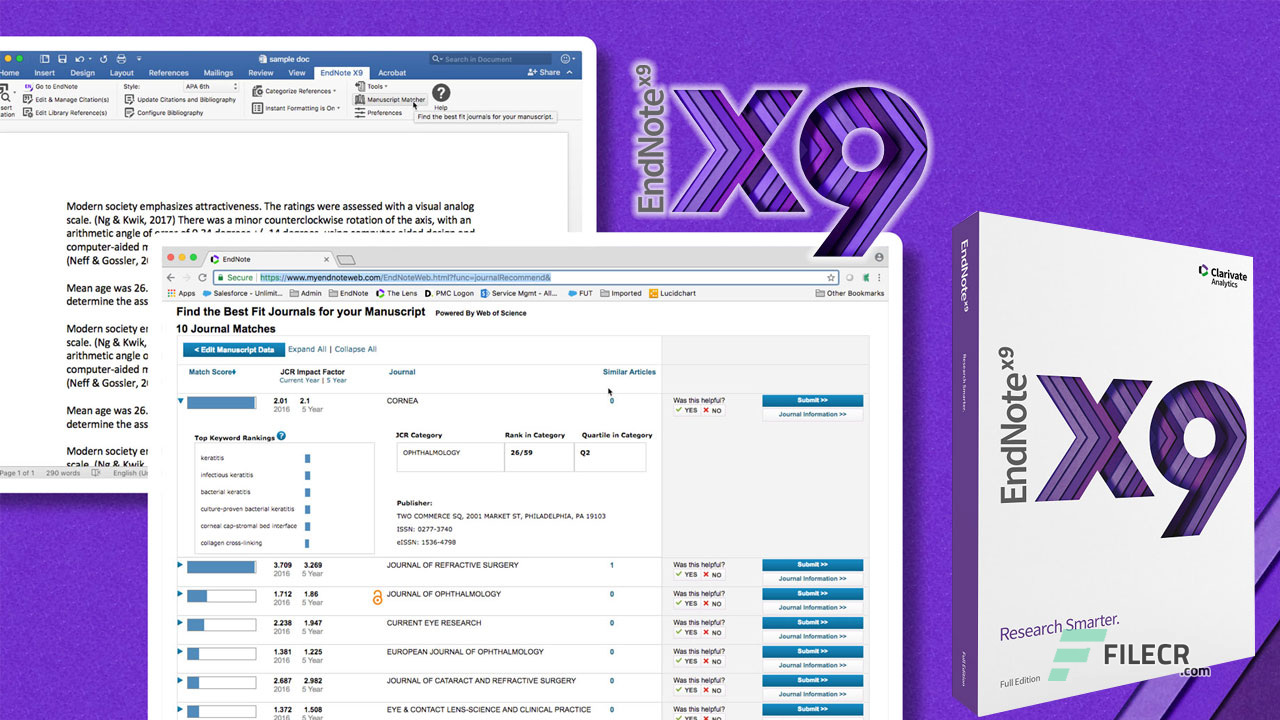 sample doc
Search in Document
Home Insert Design Layout References Mailings Review View EndNote X9 Acrobat
Share
Go to EndNote
Edit & Manage Citation(s)
Edit Library Reference(s)
Style: APA 6th
Update Citations and Bibliography
Configure Bibliography
Categorize References
Instant Formatting is On
Tools
Manuscript Matcher
Preferences
Help
Find the best fit journals for your manuscript.
Modern society emphasizes attractiveness. The ratings were assessed with a visual analog
scale. (Ng & Kwik, 2017) There was a minor counterclockwise rotation of the axis, with an
arithmetic angle of
computer-aided
(Neff & Gossler,
Mean age was 26.
determine the
Modern society
scale. (Ng & Kwik,
arithmetic angle
computer-aided
(Neff & Gossler,
Mean age was 26.
determine the
Modern society
scale. (Ng & Kwik,
Page 1 of 1 290 words English
EndNote X9
X9
EndNote
Secure https://www.myendnoteweb.com/EndNoteWeb.html?func=journalRecommend&
Apps Salesforce - Unlimit... Admin EndNote The Lens PMC Logon Service Mgmt - All... FUT Imported Lucidchart Other Bookmarks
Find the Best Fit Journals for your Manuscript Powered By Web of Science
10 Journal Matches
< Edit Manuscript Data Expand All | Collapse All
Match Score JCR Impact Factor Journal Similar Articles
Current Year | 5 Year
2.01 2.1 CORNEA 0 Was this helpful? Submit >>
2016 5 Year YES NO Journal Information >>
Top Keyword Rankings ?
keratitis
infectious keratitis
bacterial keratitis
culture-proven bacterial keratitis
corneal cap-stromal bed interface
collagen cross-linking
JCR Category Rank in Category Quartile in Category
OPHTHALMOLOGY 26/59 Q2
Publisher:
TWO COMMERCE SQ, 2001 MARKET ST, PHILADELPHIA, PA 19103
ISSN: 0277-3740
eISSN: 1536-4798
3.709 3.269 JOURNAL OF REFRACTIVE SURGERY 1 Was this helpful? Submit >>
2016 5 Year YES NO Journal Information >>
1.712 1.86 JOURNAL OF OPHTHALMOLOGY 0 Was this helpful? Submit >>
2016 5 Year YES NO Journal Information >>
2.238 1.947 CURRENT EYE RESEARCH 0 Was this helpful? Submit >>
2016 5 Year YES NO Journal Information >>
1.381 1.225 EUROPEAN JOURNAL OF OPHTHALMOLOGY 0 Was this helpful? Submit >>
2016 5 Year YES NO Journal Information >>
2.687 2.982 JOURNAL OF CATARACT AND REFRACTIVE SURGERY 0 Was this helpful? Submit >>
2016 5 Year YES NO Journal Information >>
1.372 1.508 EYE & CONTACT LENS-SCIENCE AND CLINICAL PRACTICE 0 Was this helpful? Submit >>
2016 5 Year YES NO
EndNote X9
Research Smarter.
Full Edition
Clarivate
Analytics
EndNote X9
X9
Research Smarter.
Full Edition
FILECR
.com